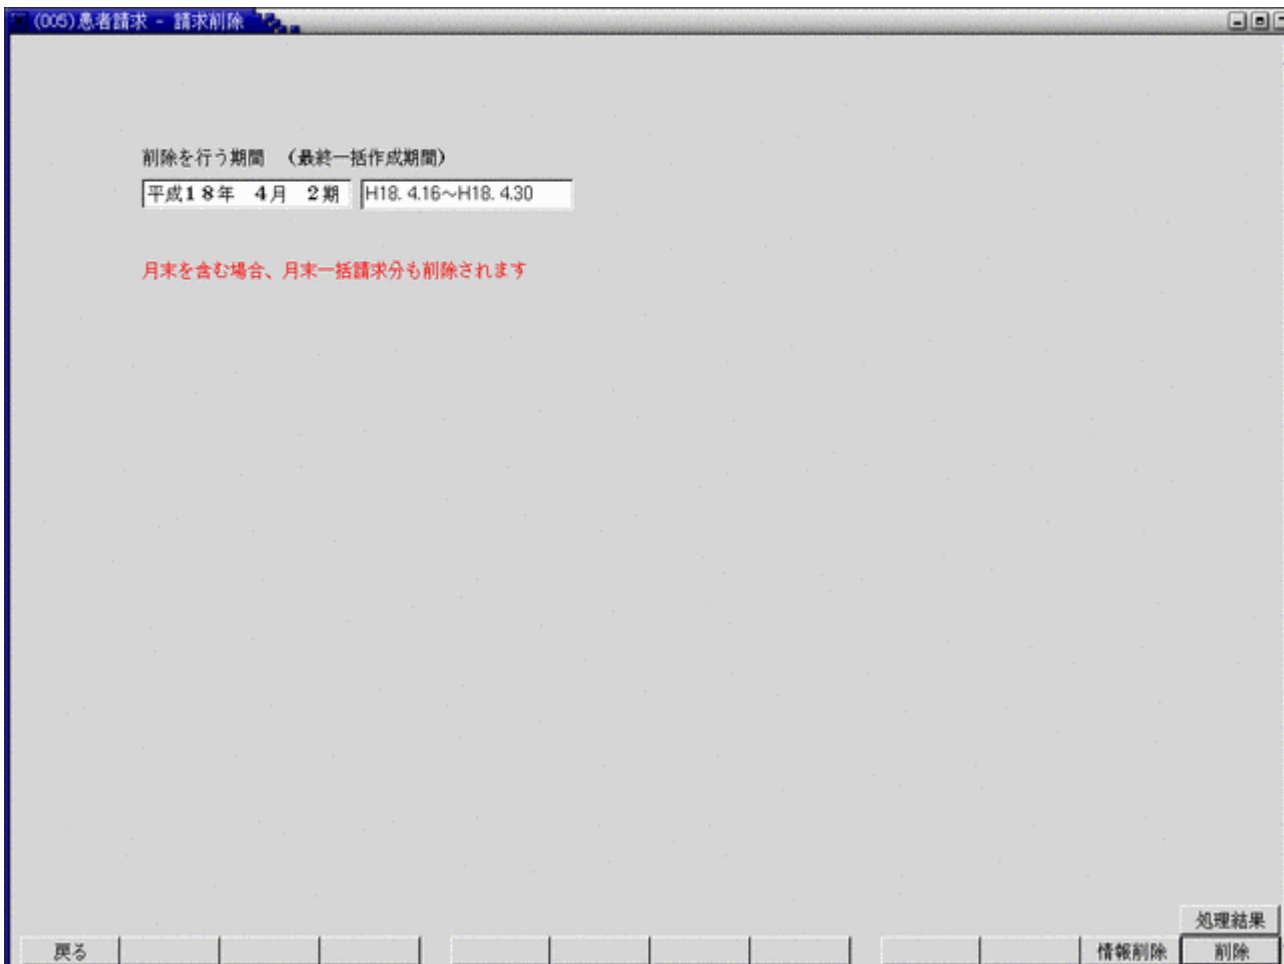 (005)患者請求 - 請求削除
削除を行う期間 (最終一括作成期間)
平成18年 4月 2期 H18. 4.16～H18. 4.30
月末を含む場合、月末一括請求分も削除されます
処理結果
戻る 情報削除 削除